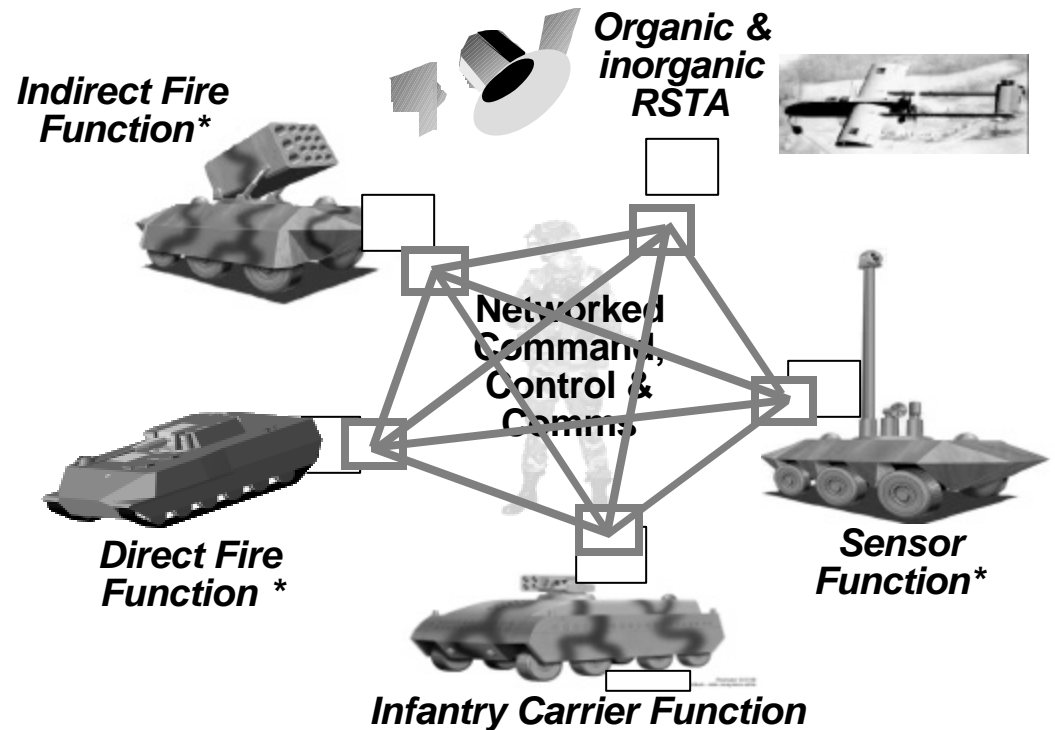 Organic &
inorganic
RSTA
Indirect Fire
Function*
Networked
Command,
Control &
Comms
Direct Fire
Function *
Sensor
Function*
Infantry Carrier Function